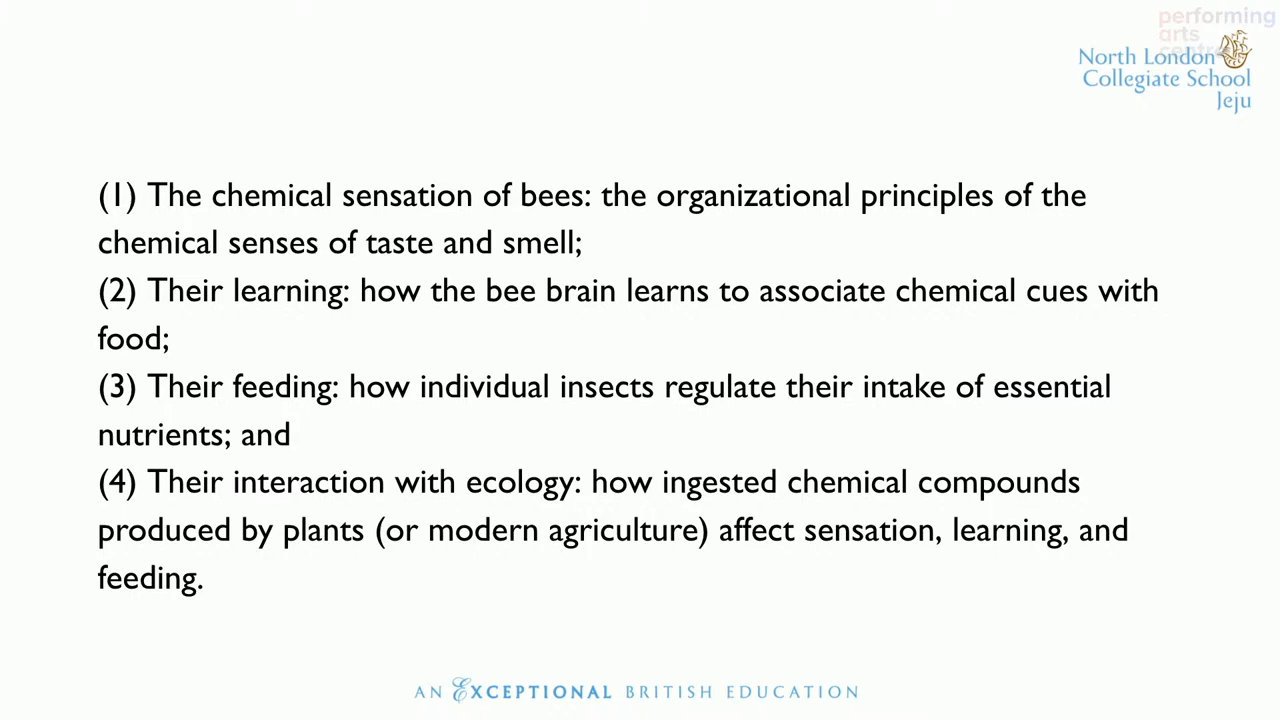 performing
arts
centre
North London
Collegiate School
Jeju
(1) The chemical sensation of bees: the organizational principles of the
chemical senses of taste and smell;
(2) Their learning: how the bee brain learns to associate chemical cues with
food;
(3) Their feeding: how individual insects regulate their intake of essential
nutrients; and
(4) Their interaction with ecology: how ingested chemical compounds
produced by plants (or modern agriculture) affect sensation, learning, and
feeding.
AN EXCEPTIONAL BRITISH EDUCATION